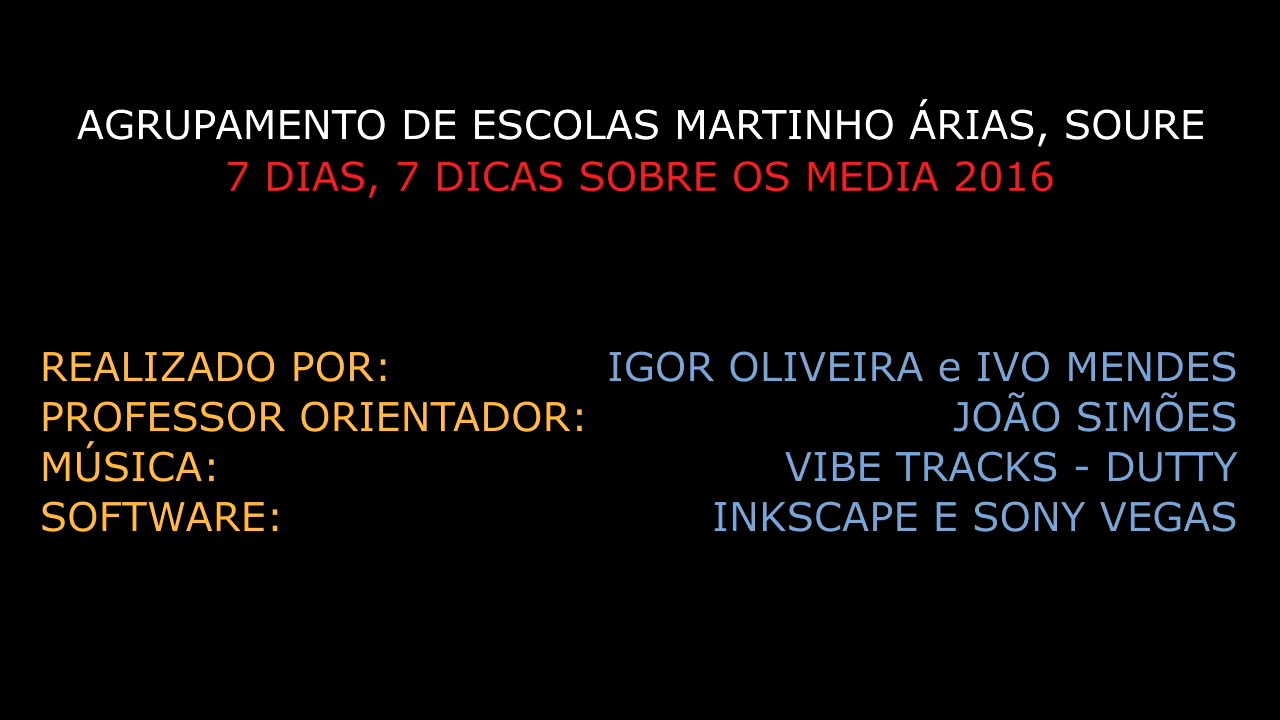 AGRUPAMENTO DE ESCOLAS MARTINHO ÁRIAS, SOURE
7 DIAS, 7 DICAS SOBRE OS MEDIA 2016
REALIZADO POR: IGOR OLIVEIRA e IVO MENDES
PROFESSOR ORIENTADOR: JOÃO SIMÕES
MÚSICA: VIBE TRACKS - DUTTY
SOFTWARE: INKSCAPE E SONY VEGAS